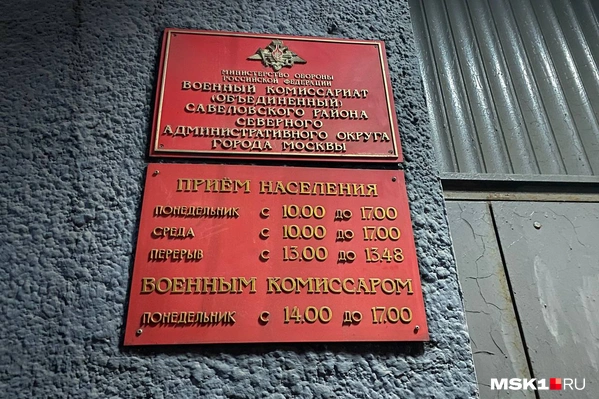 МИНИСТЕРСТВО ОБОРОНЫ
РОССИЙСКОЙ ФЕДЕРАЦИИ
ВОЕННЫЙ КОМИССАРИАТ
(ОБЪЕДИНЕННЫЙ)
САВЕЛОВСКОГО РАЙОНА
СЕВЕРНОГО
АДМИНИСТРАТИВНОГО ОКРУГА
ГОРОДА МОСКВЫ
ПРИЁМ НАСЕЛЕНИЯ
ПОНЕДЕЛЬНИК С 10.00 ДО 17.00
СРЕДА С 10.00 ДО 17.00
ПЕРЕРЫВ С 13.00 ДО 13.48
ВОЕННЫМ КОМИССАРОМ
ПОНЕДЕЛЬНИК С 14.00 ДО 17.00
MSK1.RU